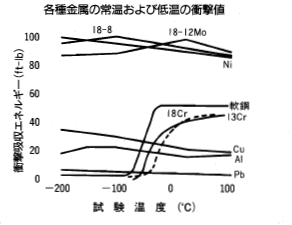 各種金属の常温および低温の衝撃値
衝撃吸収エネルギー(ft-lb)
100
80
60
40
20
0
18-8
18-12Mo
Ni
軟鋼
18Cr
13Cr
Cu
Al
Pb
-200
-100
0
100
試験温度 (℃)